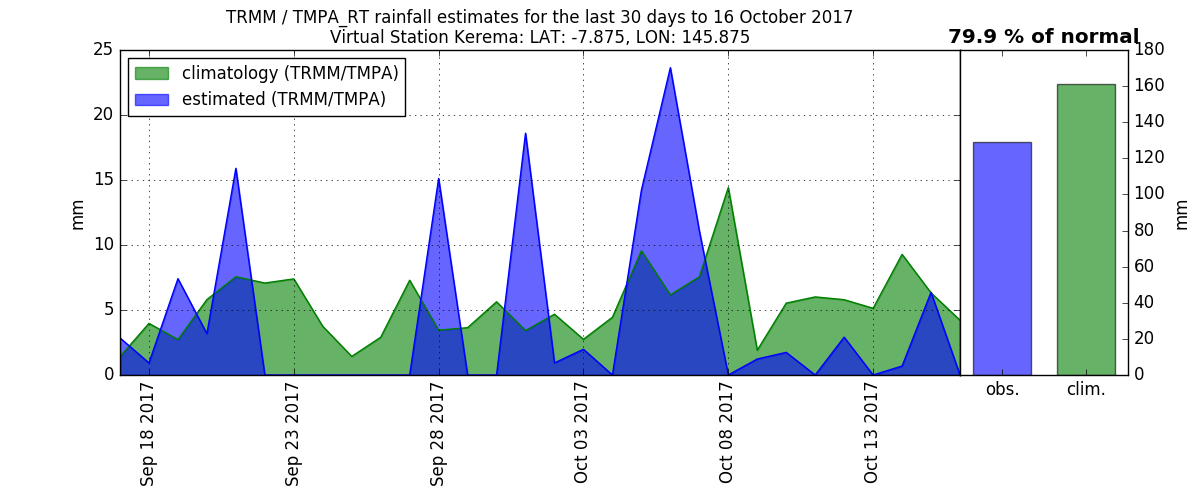 TRMM / TMPA_RT rainfall estimates for the last 30 days to 16 October 2017
Virtual Station Kerema: LAT: -7.875, LON: 145.875
79.9 % of normal
climatology (TRMM/TMPA)
estimated (TRMM/TMPA)
25
20
15
10
5
0
mm
Sep 18 2017
Sep 23 2017
Sep 28 2017
Oct 03 2017
Oct 08 2017
Oct 13 2017
180
160
140
120
100
80
60
40
20
0
mm
obs.
clim.